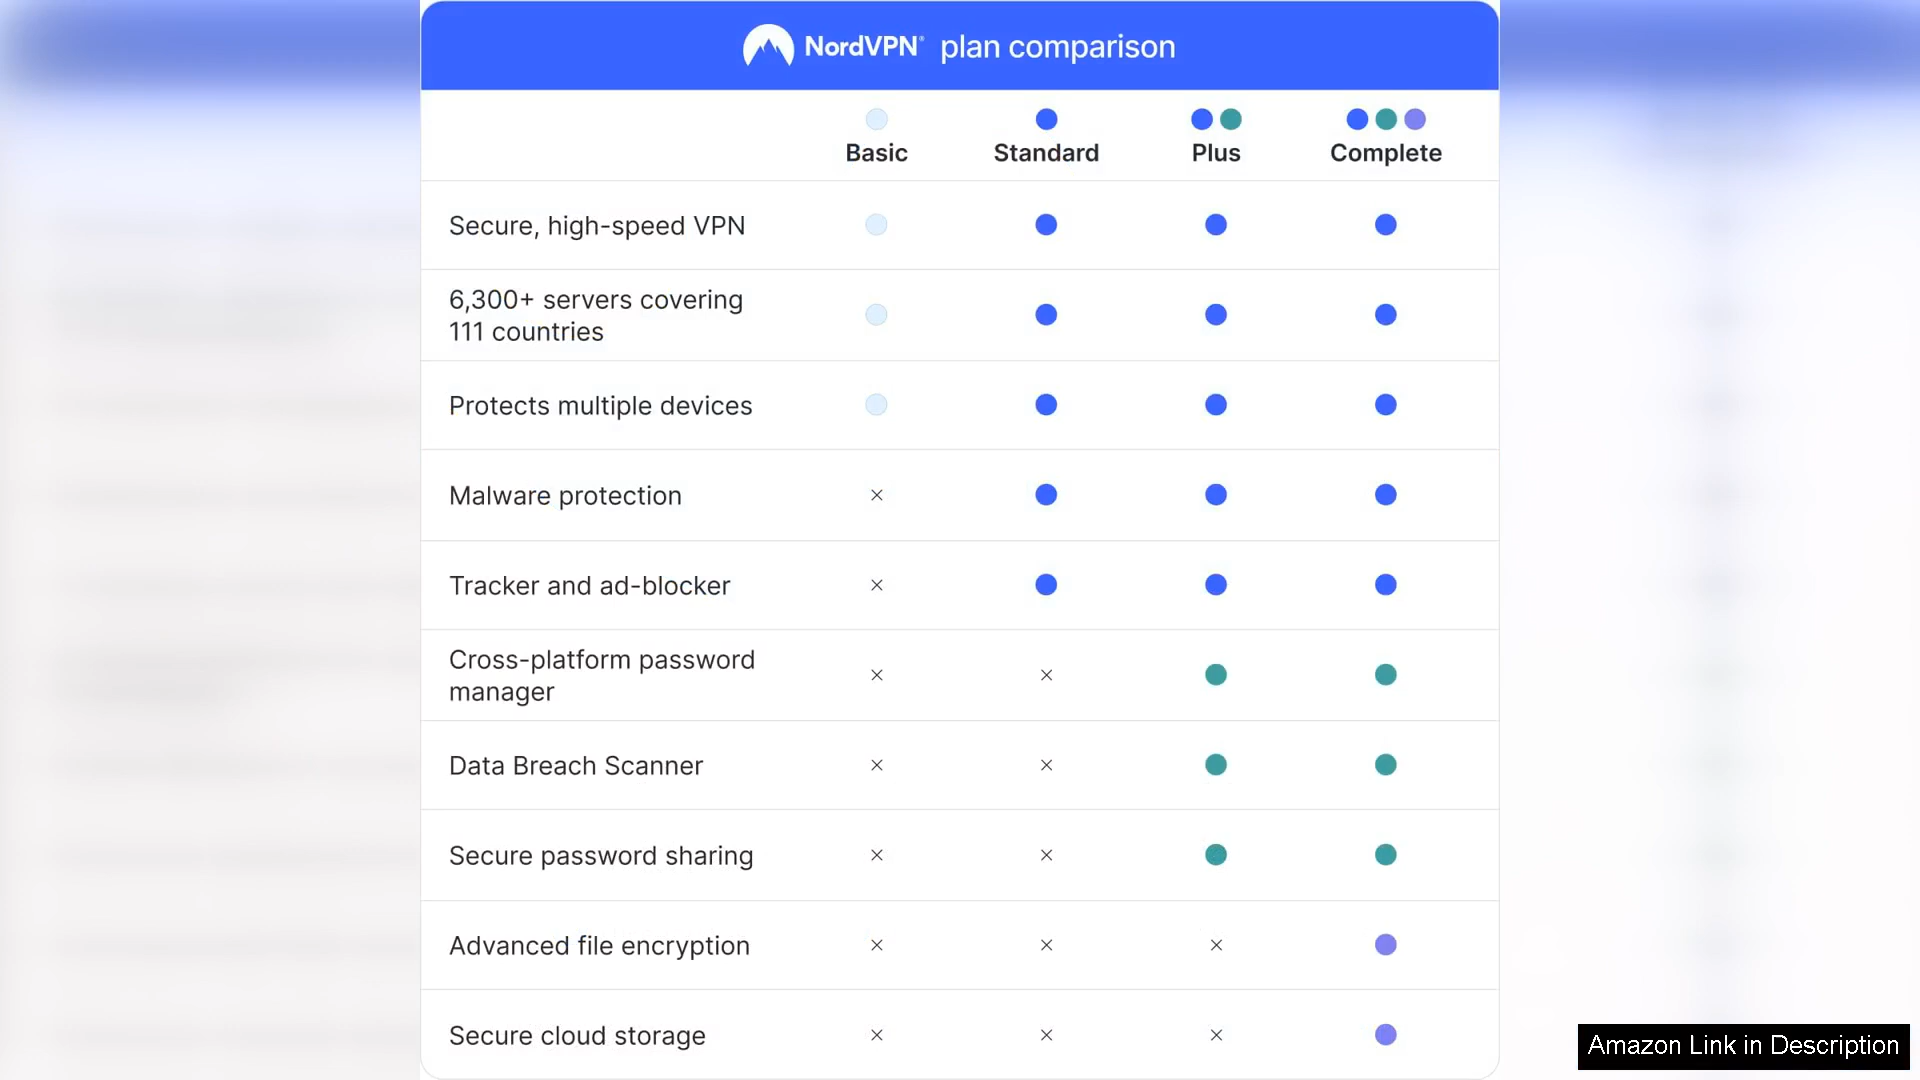 NordVPN® plan comparison
Basic Standard Plus Complete
Secure, high-speed VPN
6,300+ servers covering
111 countries
Protects multiple devices
Malware protection ×
Tracker and ad-blocker ×
Cross-platform password
manager × ×
Data Breach Scanner × ×
Secure password sharing × ×
Advanced file encryption × × ×
Secure cloud storage × × ×
Amazon Link in Description